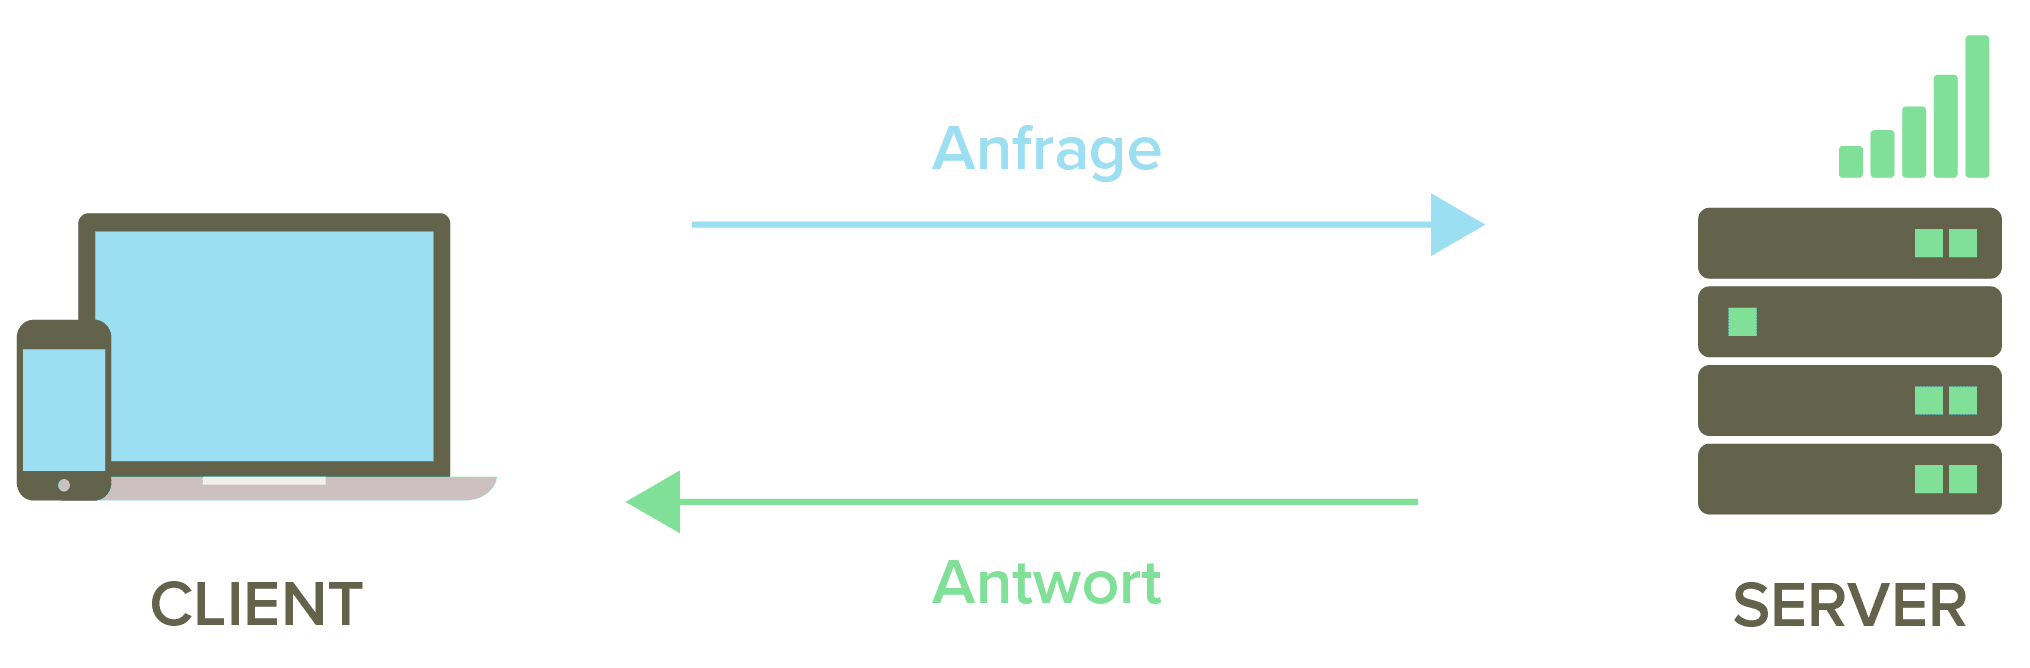 Anfrage
Antwort
CLIENT
SERVER